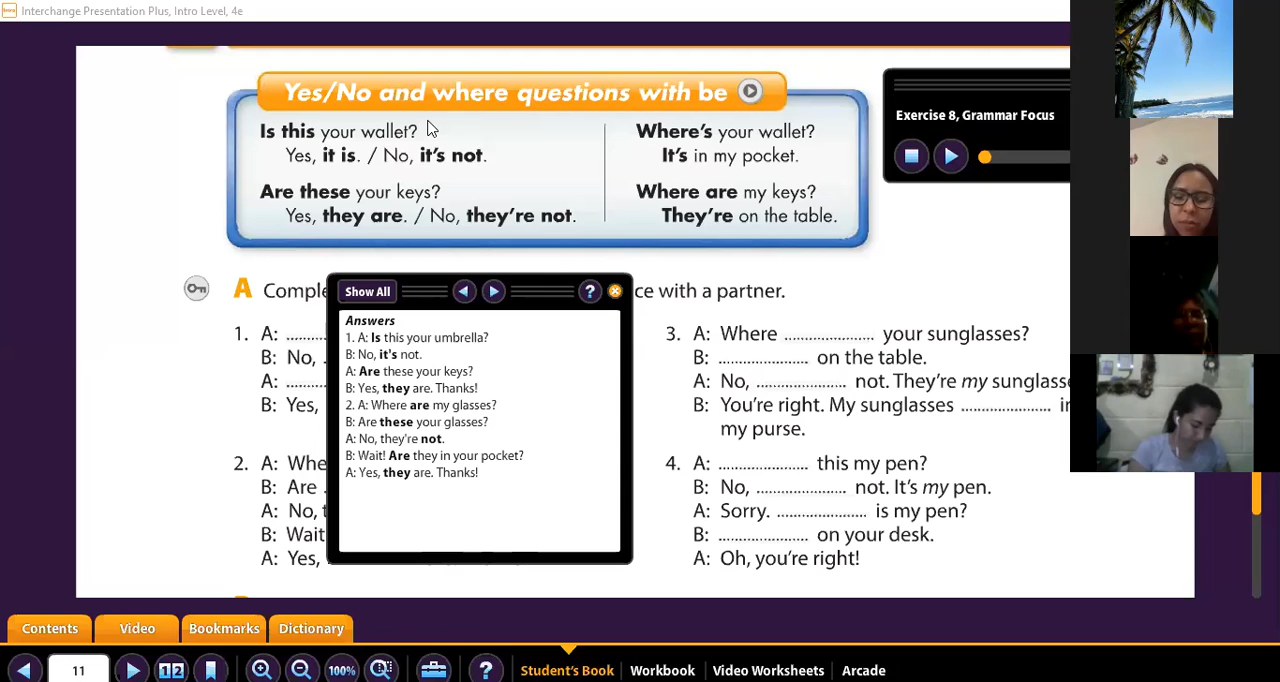 Interchange Presentation Plus, Intro Level, 4e
Yes/No and where questions with be
Is this your wallet?
Yes, it is. / No, it's not.
Are these your keys?
Yes, they are. / No, they're not.
Where's your wallet?
It's in my pocket.
Where are my keys?
They're on the table.
Exercise 8, Grammar Focus
A Comple
ce with a partner.
1. A: ..........
B: No, .
A: ..........
B: Yes,
2. A: Whe
B: Are .
A: No, t
B: Wait
A: Yes,
Show All
?
Answers
1. A: Is this your umbrella?
B: No, it's not.
A: Are these your keys?
B: Yes, they are. Thanks!
2. A: Where are my glasses?
B: Are these your glasses?
A: No, they're not.
B: Wait! Are they in your pocket?
A: Yes, they are. Thanks!
3. A: Where ..................... your sunglasses?
B: ..................... on the table.
A: No, ..................... not. They're my sunglasse
B: You're right. My sunglasses ..................... i
my purse.
4. A: ..................... this my pen?
B: No, ..................... not. It's my pen.
A: Sorry. ..................... is my pen?
B: ..................... on your desk.
A: Oh, you're right!
Contents Video Bookmarks Dictionary
11 1 2 100% ? Student's Book Workbook Video Worksheets Arcade